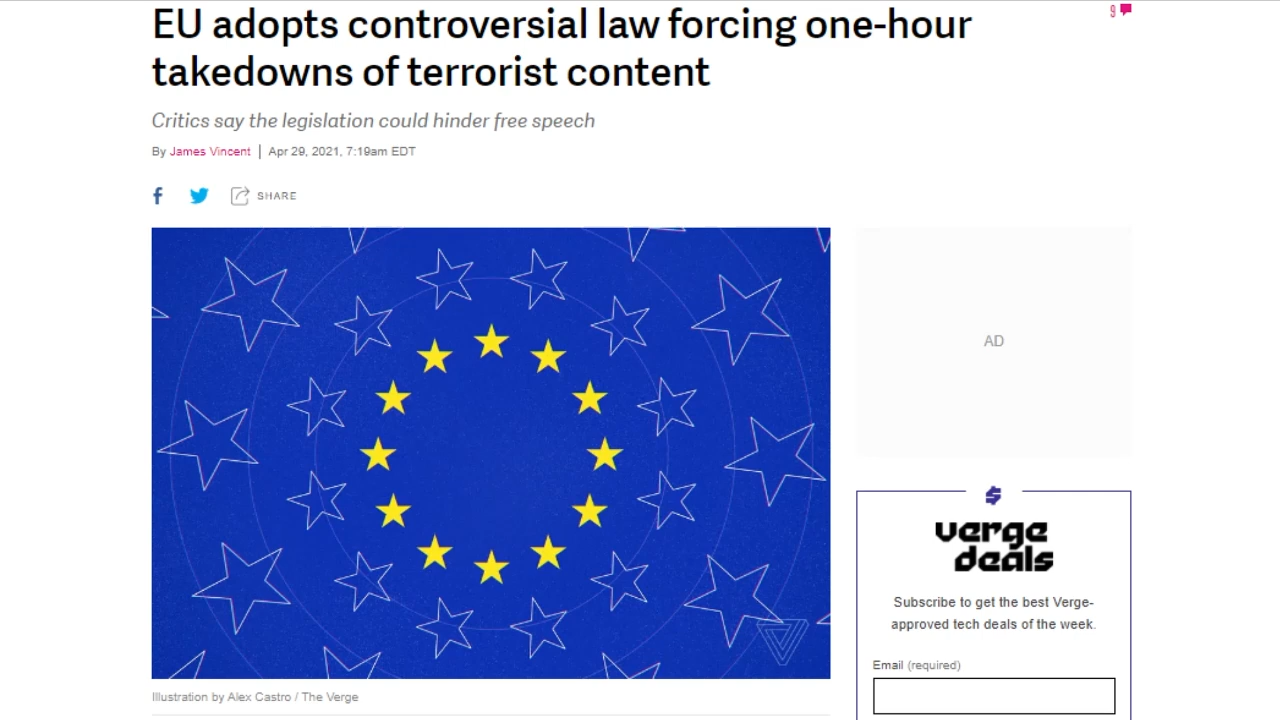 EU adopts controversial law forcing one-hour
takedowns of terrorist content
9
Critics say the legislation could hinder free speech
By James Vincent | Apr 29, 2021, 7:19am EDT
f
SHARE
AD
Illustration by Alex Castro / The Verge
verge
deals
Subscribe to get the best Verge-
approved tech deals of the week.
Email (required)